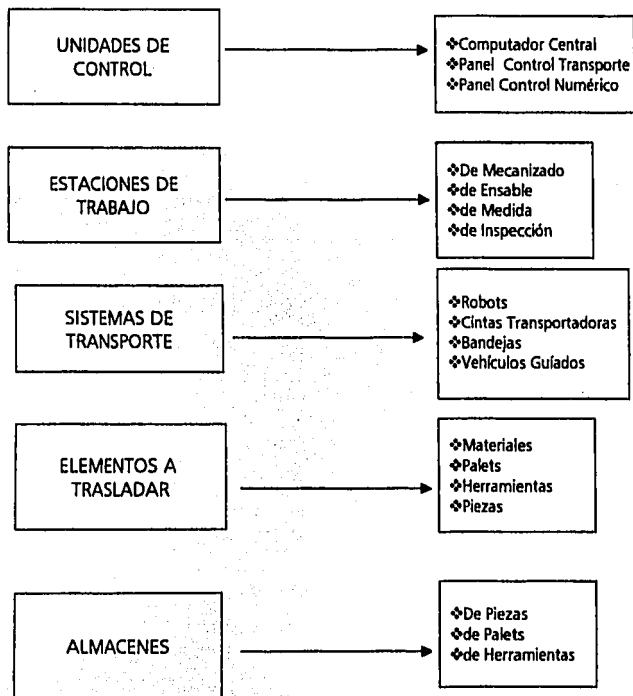 UNIDADES DE
CONTROL
❖Computador Central
❖Panel Control Transporte
❖Panel Control Numérico
ESTACIONES DE
TRABAJO
❖De Mecanizado
❖de Ensable
❖de Medida
❖de Inspección
SISTEMAS DE
TRANSPORTE
❖Robots
❖Cintas Transportadoras
❖Bandejas
❖Vehículos Guíados
ELEMENTOS A
TRASLADAR
❖Materiales
❖Palets
❖Herramientas
❖Piezas
ALMACENES
❖De Piezas
❖de Palets
❖de Herramientas